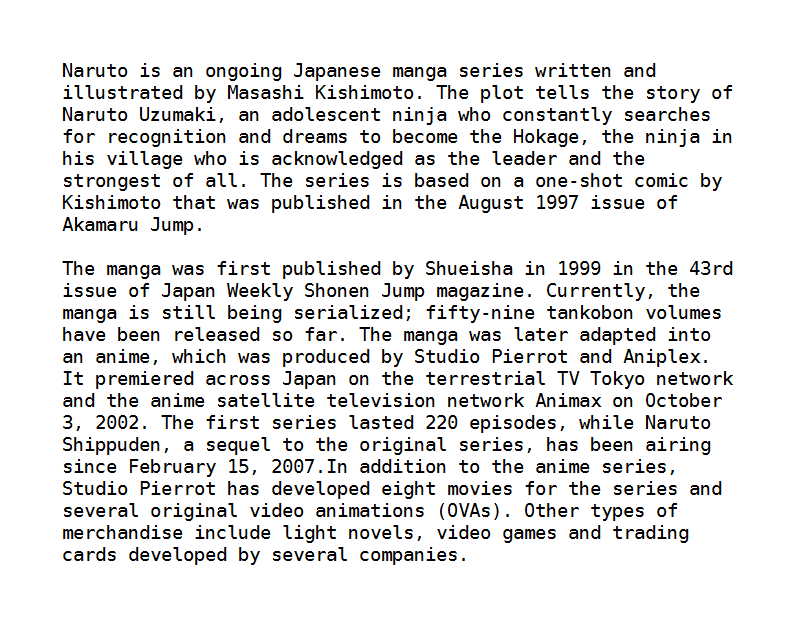 Naruto is an ongoing Japanese manga series written and
illustrated by Masashi Kishimoto. The plot tells the story of
Naruto Uzumaki, an adolescent ninja who constantly searches
for recognition and dreams to become the Hokage, the ninja in
his village who is acknowledged as the leader and the
strongest of all. The series is based on a one-shot comic by
Kishimoto that was published in the August 1997 issue of
Akamaru Jump.

The manga was first published by Shueisha in 1999 in the 43rd
issue of Japan Weekly Shonen Jump magazine. Currently, the
manga is still being serialized; fifty-nine tankobon volumes
have been released so far. The manga was later adapted into
an anime, which was produced by Studio Pierrot and Aniplex.
It premiered across Japan on the terrestrial TV Tokyo network
and the anime satellite television network Animax on October
3, 2002. The first series lasted 220 episodes, while Naruto
Shippuden, a sequel to the original series, has been airing
since February 15, 2007.In addition to the anime series,
Studio Pierrot has developed eight movies for the series and
several original video animations (OVAs). Other types of
merchandise include light novels, video games and trading
cards developed by several companies.